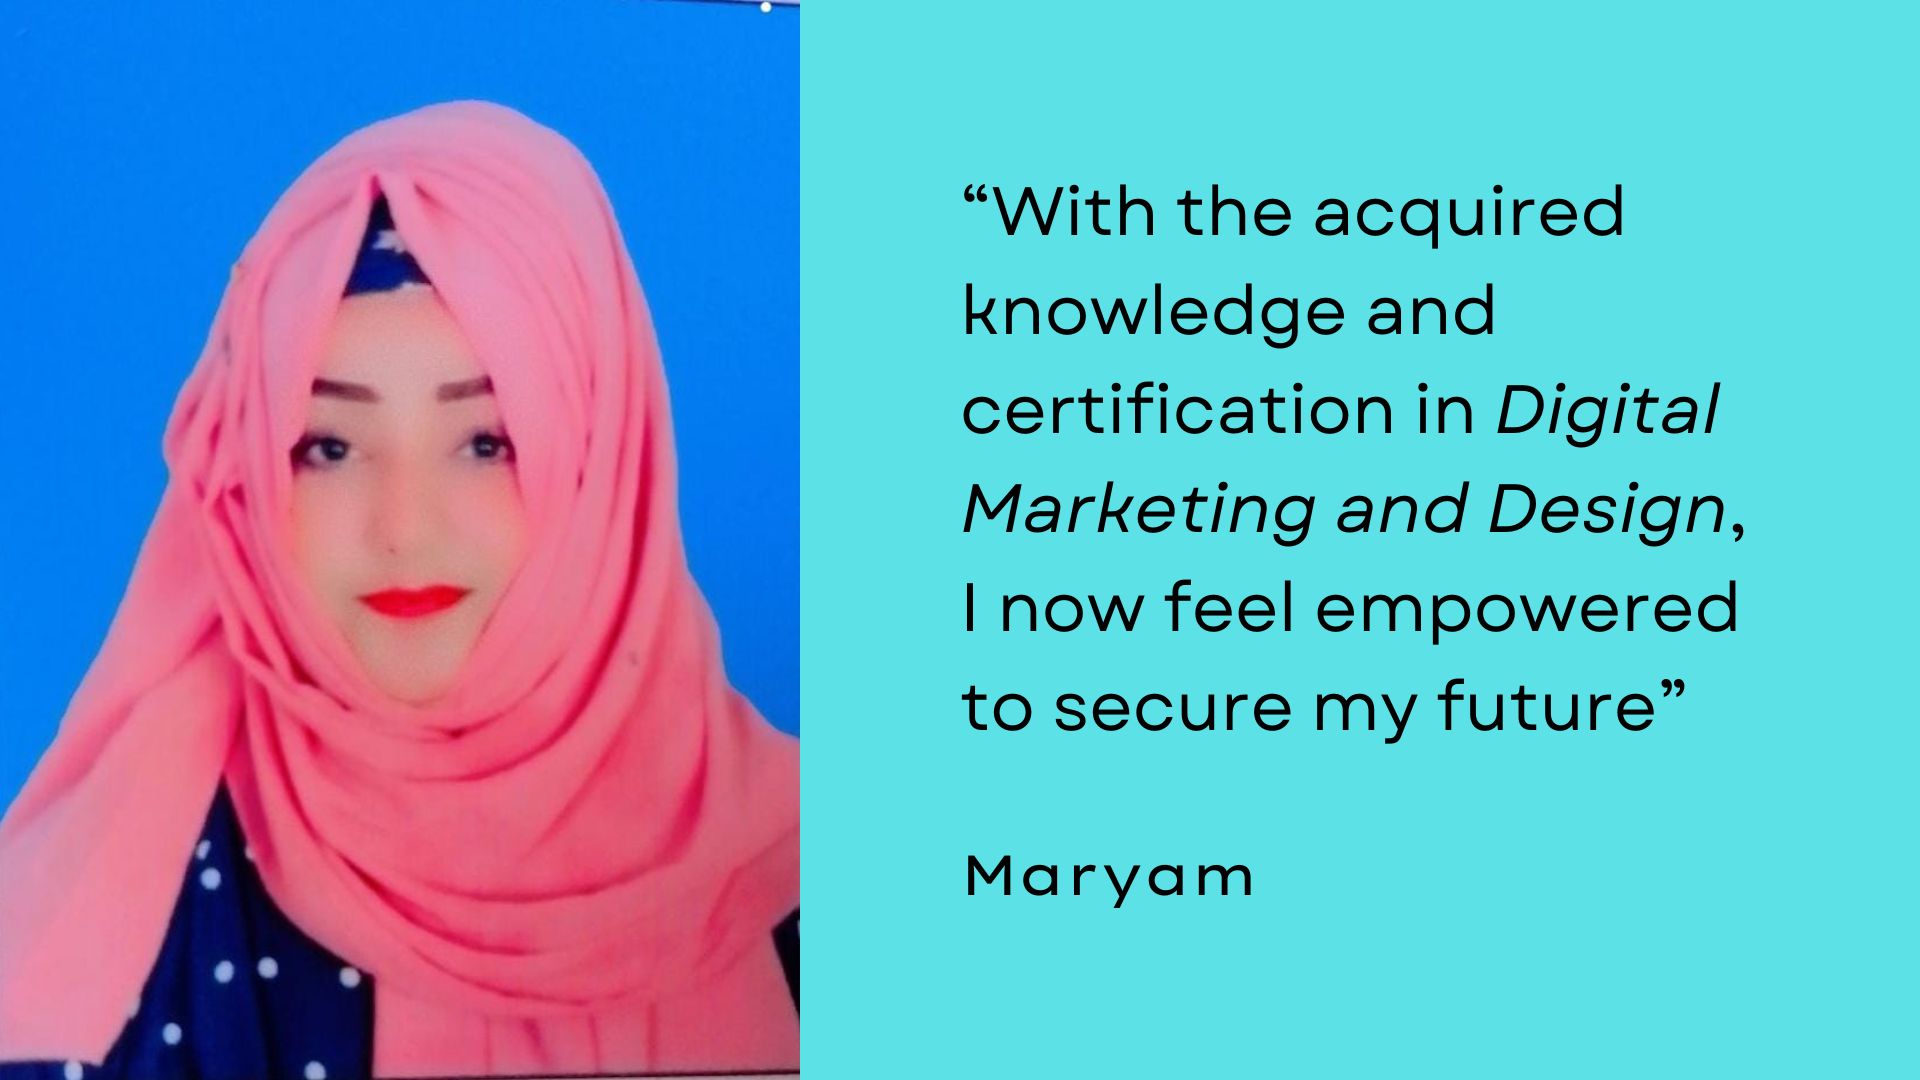 “With the acquired
knowledge and
certification in Digital
Marketing and Design,
I now feel empowered
to secure my future”
Maryam